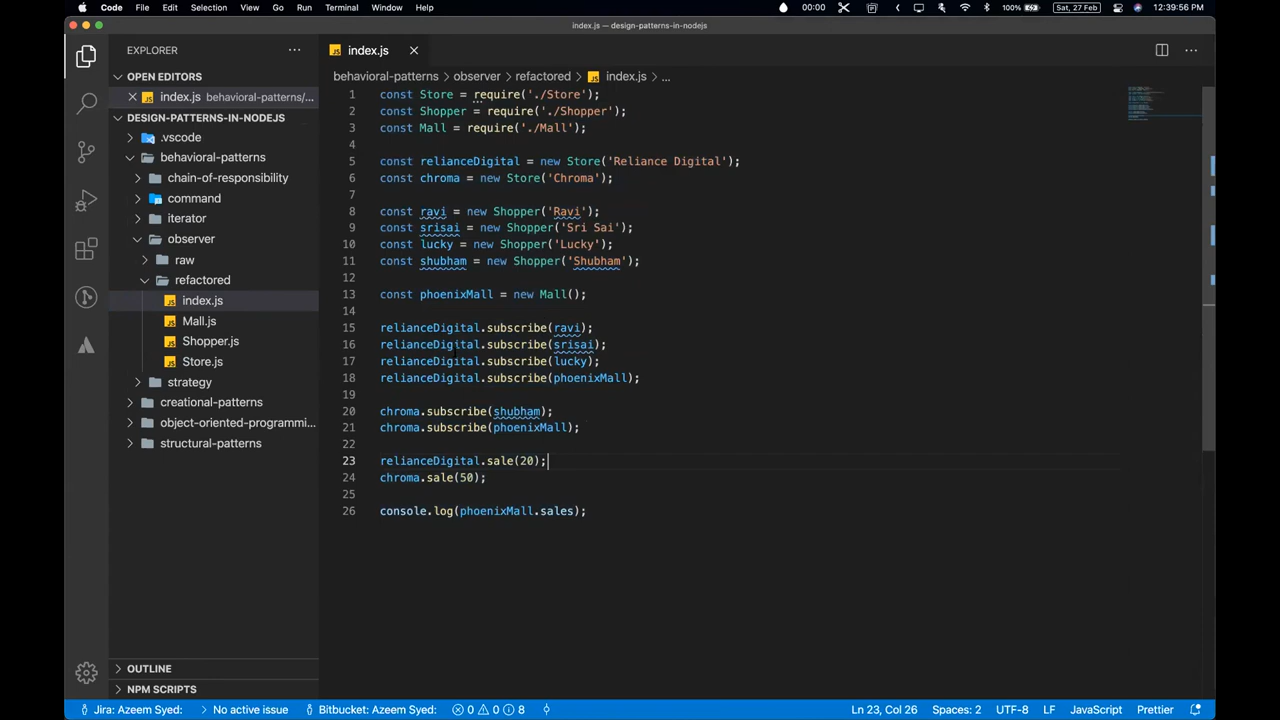 Code File Edit Selection View Go Run Terminal Window Help 00:00 100% Sat, 27 Feb 12:39:56
index.js — design-patterns-in-nodejs
EXPLORER
index.js
OPEN EDITORS
index.js behavioral-patterns/...
DESIGN-PATTERNS-IN-NODEJS
.vscode
behavioral-patterns
chain-of-responsibility
command
iterator
observer
raw
refactored
index.js
Mall.js
Shopper.js
Store.js
strategy
creational-patterns
object-oriented-programmi...
structural-patterns
OUTLINE
NPM SCRIPTS
behavioral-patterns > observer > refactored > index.js > ...
1 const Store = require('./Store');
2 const Shopper = require('./Shopper');
3 const Mall = require('./Mall');
4
5 const relianceDigital = new Store('Reliance Digital');
6 const chroma = new Store('Chroma');
7
8 const ravi = new Shopper('Ravi');
9 const srisai = new Shopper('Sri Sai');
10 const lucky = new Shopper('Lucky');
11 const shubham = new Shopper('Shubham');
12
13 const phoenixMall = new Mall();
14
15 relianceDigital.subscribe(ravi);
16 relianceDigital.subscribe(srisai);
17 relianceDigital.subscribe(lucky);
18 relianceDigital.subscribe(phoenixMall);
19
20 chroma.subscribe(shubham);
21 chroma.subscribe(phoenixMall);
22
23 relianceDigital.sale(20);
24 chroma.sale(50);
25
26 console.log(phoenixMall.sales);
Jira: Azeem Syed: No active issue Bitbucket: Azeem Syed: 0 0 8 Ln 23, Col 26 Spaces: 2 UTF-8 LF JavaScript Prettier